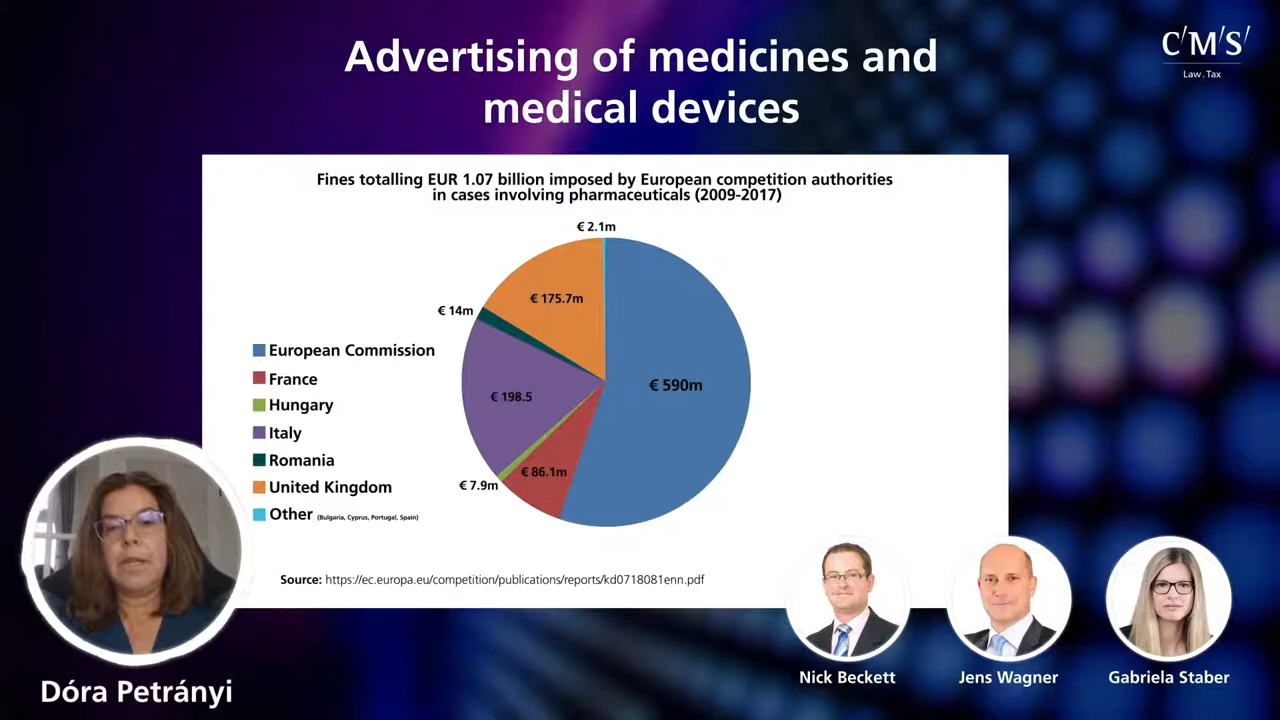 Advertising of medicines and
medical devices
C/M/S/
Law.Tax
Fines totalling EUR 1.07 billion imposed by European competition authorities
in cases involving pharmaceuticals (2009-2017)
€ 2.1m
€ 175.7m
€ 14m
€ 590m
€ 198.5
€ 86.1m
€ 7.9m
European Commission
France
Hungary
Italy
Romania
United Kingdom
Other (Bulgaria, Cyprus, Portugal, Spain)
Source: https://ec.europa.eu/competition/publications/reports/kd0718081enn.pdf
Dóra Petrányi
Nick Beckett
Jens Wagner
Gabriela Staber